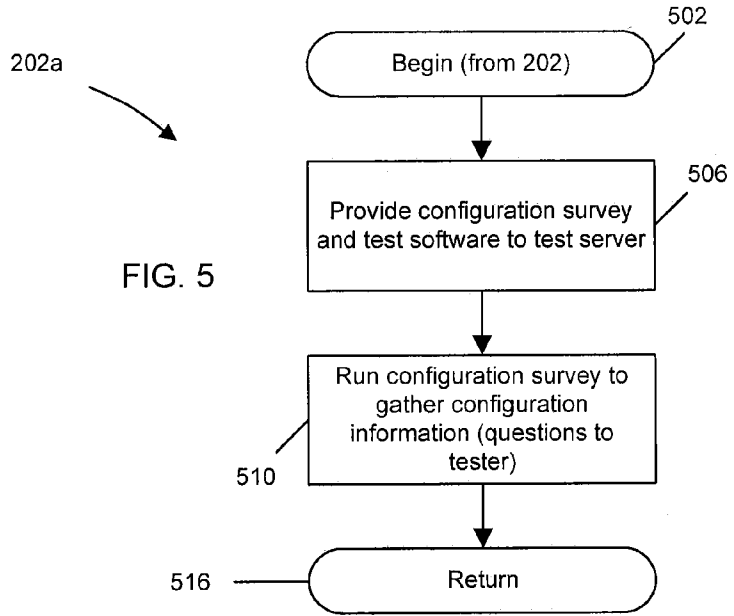 502
202a
Begin (from 202)
506
Provide configuration survey
and test software to test server
FIG. 5
Run configuration survey to
gather configuration
information (questions to
tester)
510
516
Return